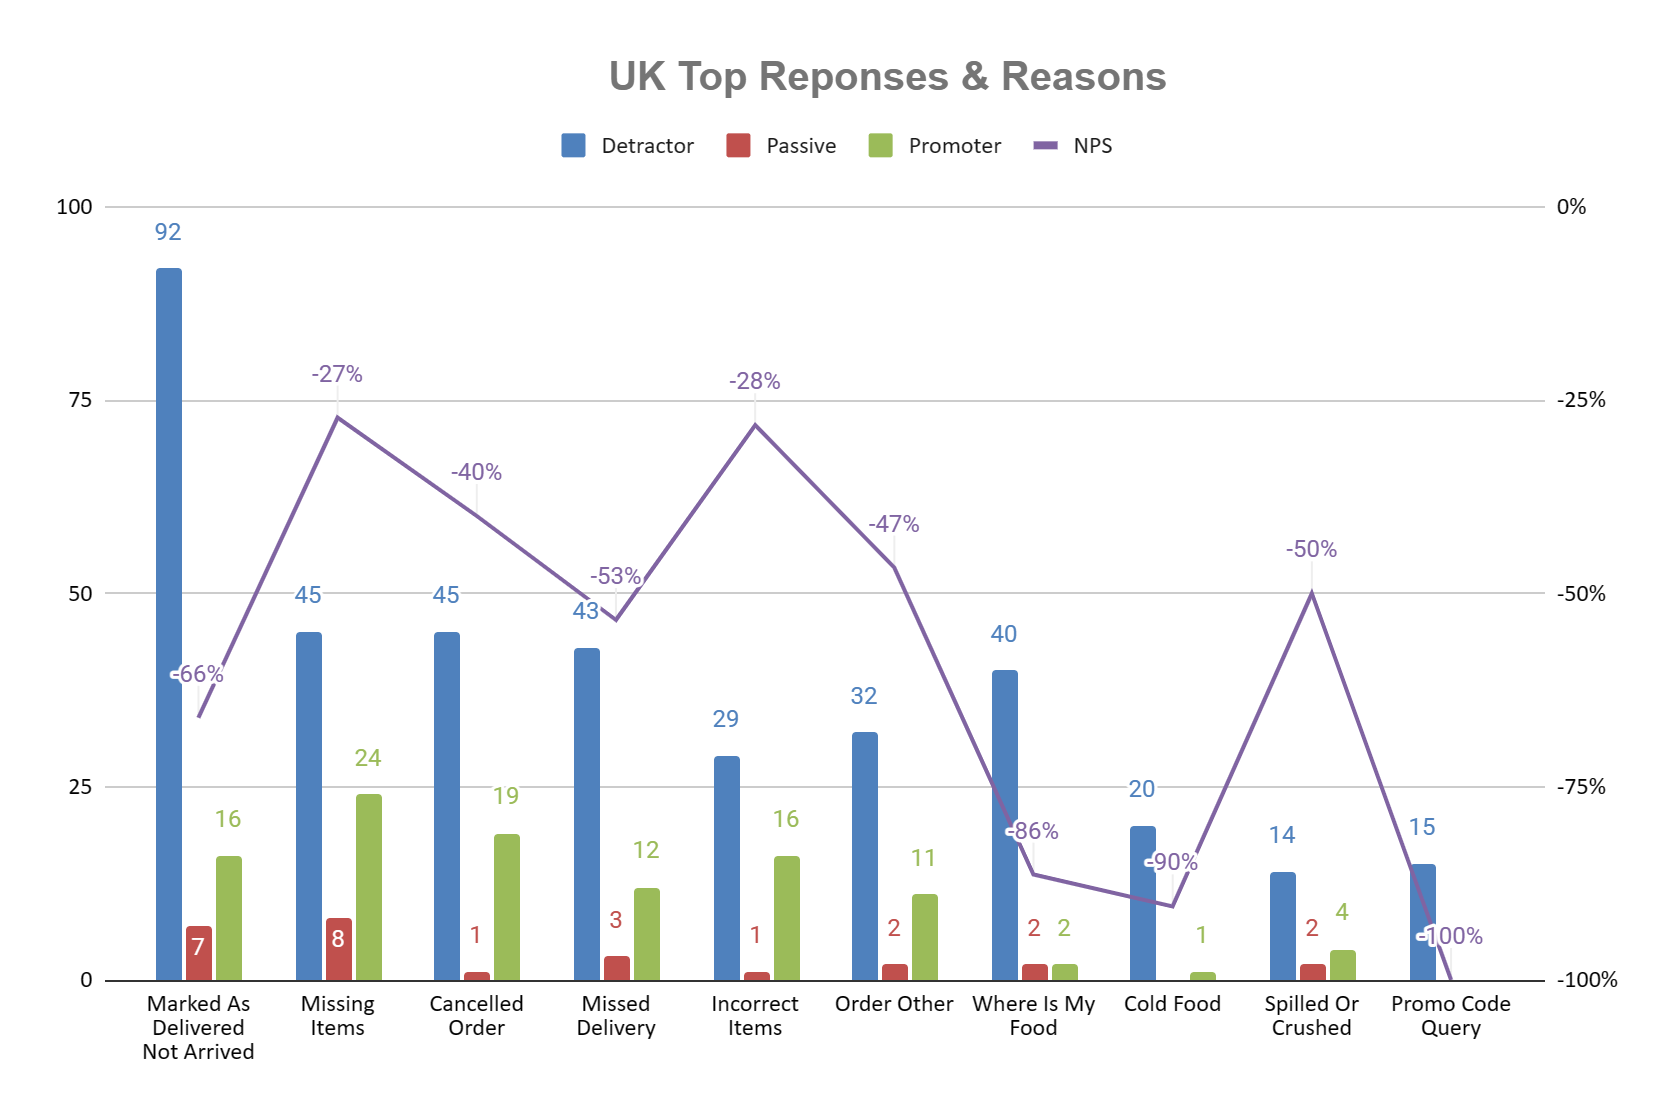 UK Top Reponses & Reasons
Detractor Passive Promoter NPS
100
75
50
25
0
0%
-25%
-50%
-75%
-100%
92
7
16
-66%
45
8
24
-27%
45
1
19
-40%
43
3
12
-53%
29
1
16
-28%
32
2
11
-47%
40
2
2
-86%
20
1
-90%
14
2
4
-50%
15
-100%
Marked As
Delivered
Not Arrived
Missing
Items
Cancelled
Order
Missed
Delivery
Incorrect
Items
Order Other
Where Is My
Food
Cold Food
Spilled Or
Crushed
Promo Code
Query